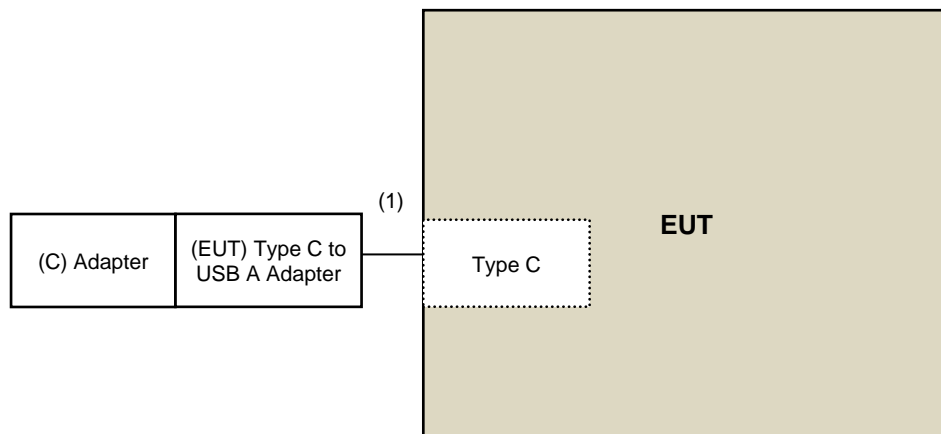 (1)
(C) Adapter
(EUT) Type C to
USB A Adapter
Type C
EUT